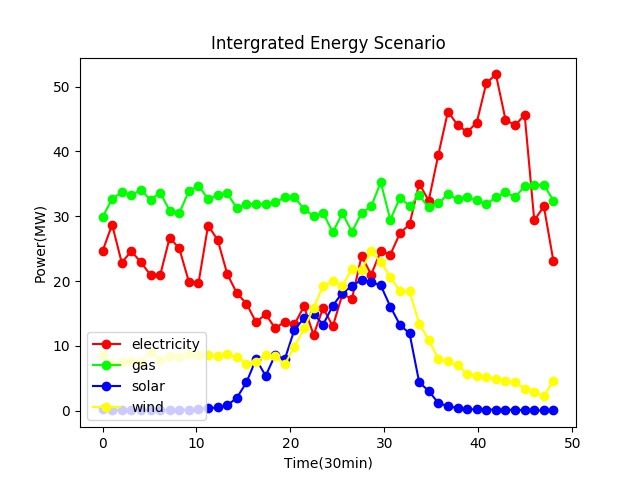 Intergrated Energy Scenario
Power(MW)
50
40
30
20
10
0
electricity
gas
solar
wind
0 10 20 30 40 50
Time(30min)